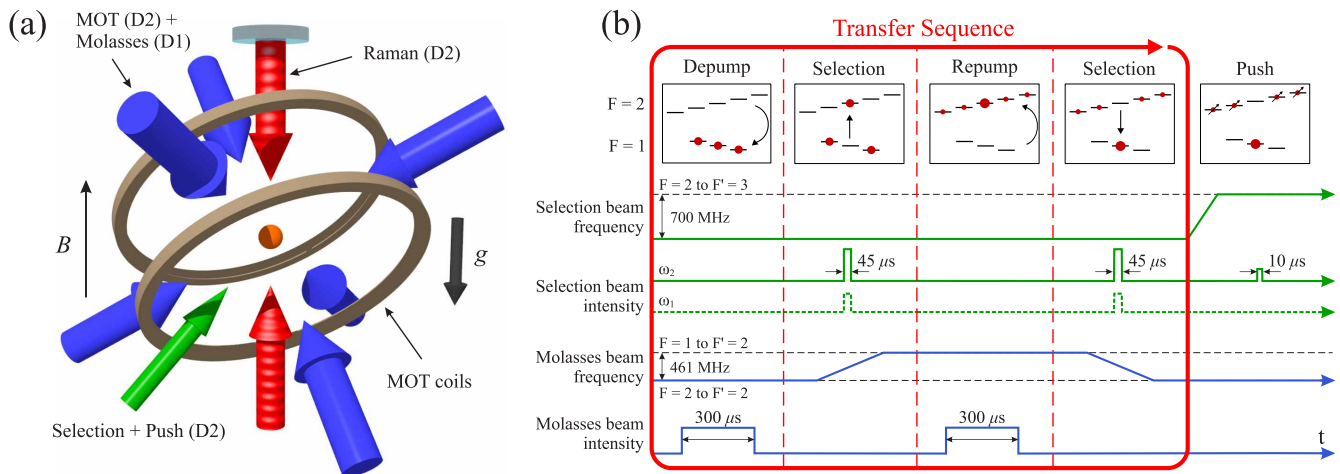 (a)
MOT (D2) +
Molasses (D1)
Raman (D2)
B
g
MOT coils
Selection + Push (D2)
(b)
Transfer Sequence
Depump
Selection
Repump
Selection
Push
F = 2
F = 1
F = 2 to F' = 3
Selection beam
frequency
700 MHz
ω2
45 μs
45 μs
10 μs
Selection beam
intensity
ω1
F = 1 to F' = 2
Molasses beam
frequency
461 MHz
F = 2 to F' = 2
Molasses beam
intensity
300 μs
300 μs
t